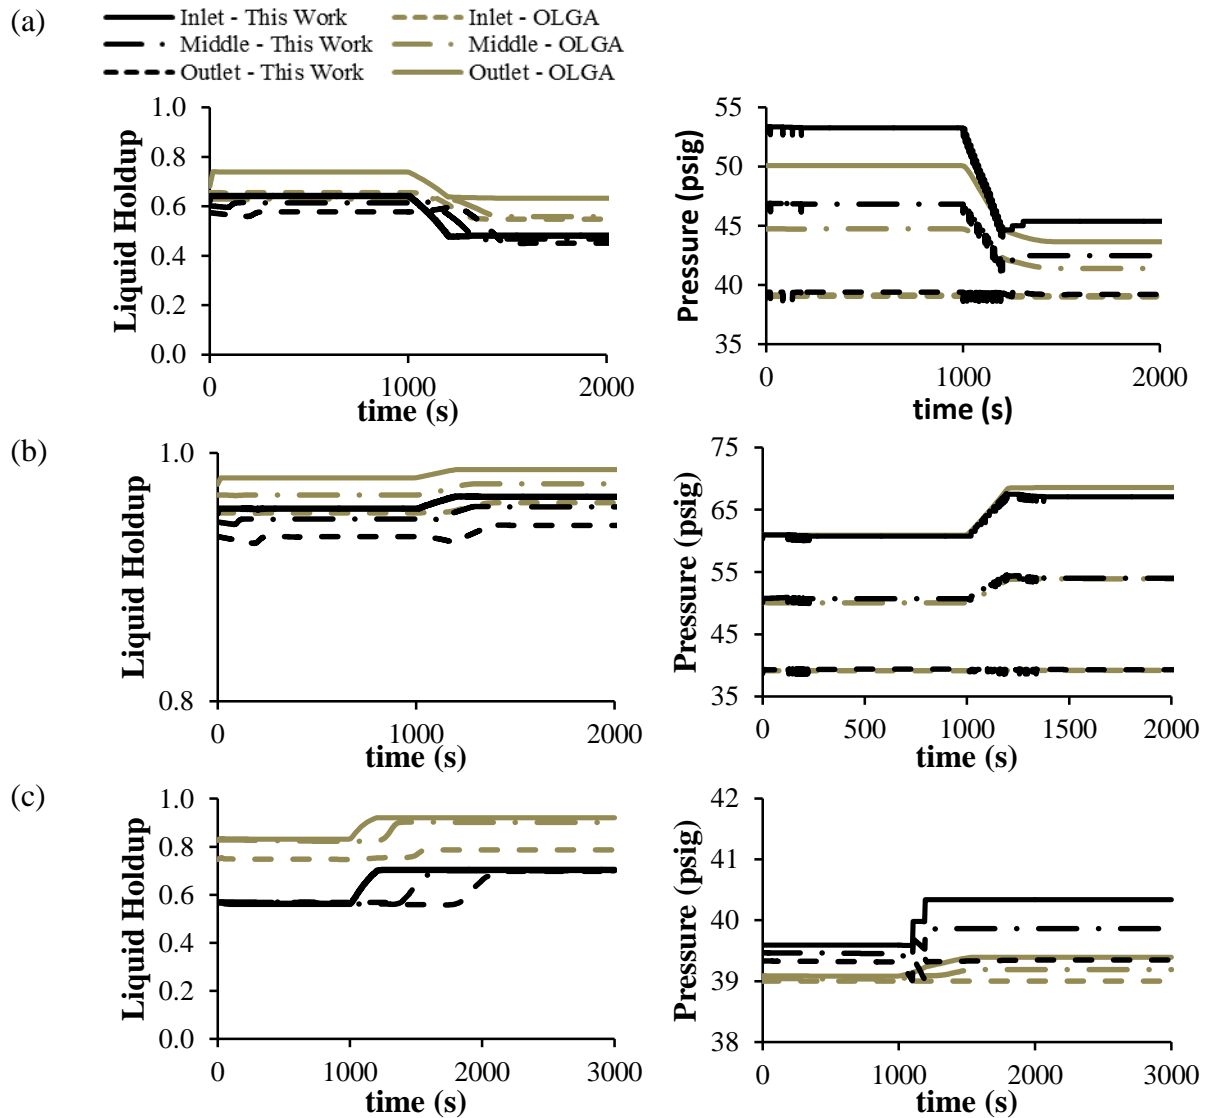 (a)
Inlet - This Work
Inlet - OLGA
Middle - This Work
Middle - OLGA
Outlet - This Work
Outlet - OLGA
Liquid Holdup
1.0
0.8
0.6
0.4
0.2
0.0
0
1000
2000
time (s)
Pressure (psig)
55
50
45
40
35
0
1000
2000
time (s)
(b)
Liquid Holdup
1.0
0.8
0
1000
2000
time (s)
Pressure (psig)
75
65
55
45
35
0
500
1000
1500
2000
time (s)
(c)
Liquid Holdup
1.0
0.8
0.6
0.4
0.2
0.0
0
1000
2000
3000
time (s)
Pressure (psig)
42
41
40
39
38
0
1000
2000
3000
time (s)